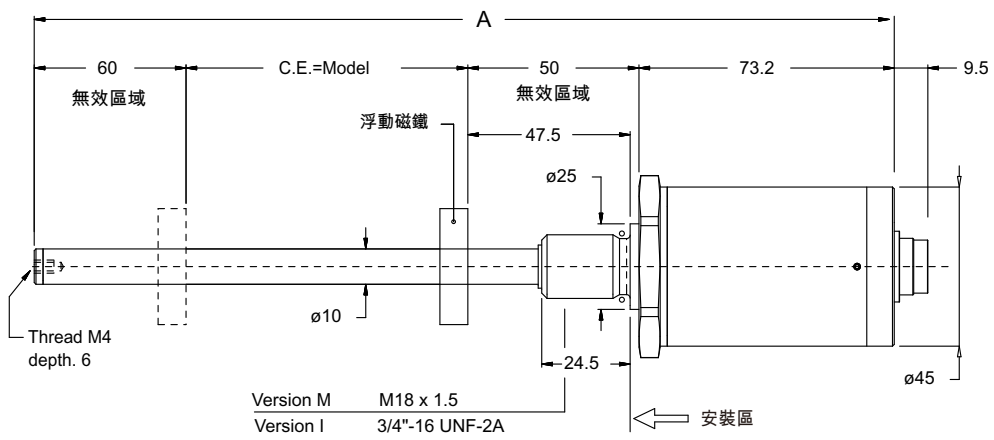 A
60
C.E.=Model
50
73.2
9.5
無效區域
無效區域
浮動磁鐵
47.5
ø25
ø10
Thread M4
depth. 6
24.5
ø45
Version M M18 x 1.5
Version I 3/4"-16 UNF-2A
安裝區